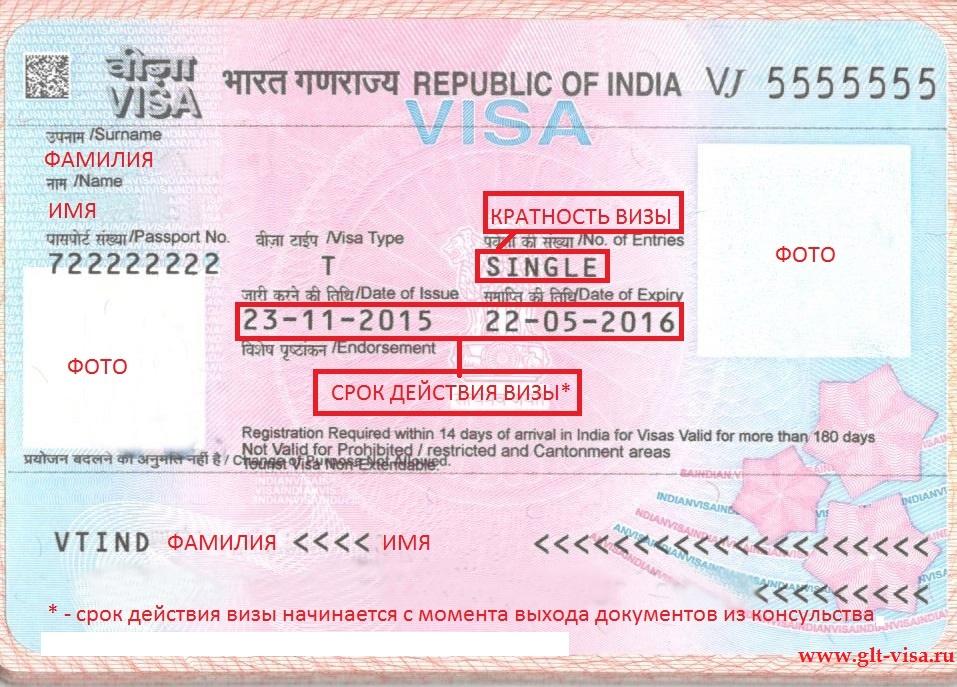 वीज़ा
VISA
भारत गणराज्य REPUBLIC OF INDIA VJ 5555555
VISA
उपनाम /Surname
ФАМИЛИЯ
नाम /Name
ИМЯ
पासपोर्ट संख्या/Passport No. वीज़ा टाईप /Visa Type
КРАТНОСТЬ ВИЗЫ
की संख्या /No. of Entries
722222222 T SINGLE
ФОТО
जारी करने की तिथि/Date of Issue समाप्ति की तिथि/Date of Expiry
23-11-2015 22-05-2016
विशेष पृष्ठांकन /Endorsement
ФОТО
СРОК ДЕЙСТВИЯ ВИЗЫ*
Registration Required within 14 days of arrival in India for Visas Valid for more than 180 days
Not Valid for Prohibited / restricted and Cantonment areas
प्रयोजन बदलने की अनुमति नहीं है / Change of Purpose Not Allowed.
Tourist Visa Non-Extendable.
VTIND ФАМИЛИЯ <<<< ИМЯ <<<<<<<<<<<<<<<<<<<<<
<<<<<<<<<
* - срок действия визы начинается с момента выхода документов из консульства
www.glt-visa.ru